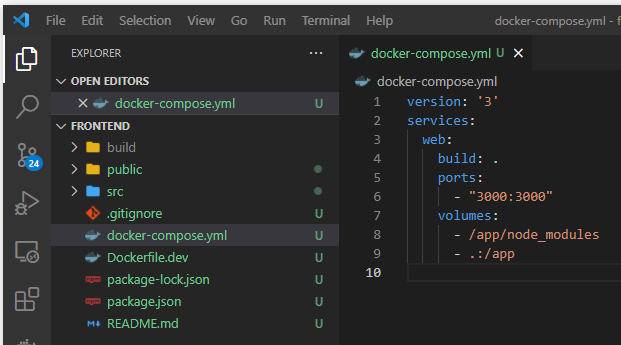 File Edit Selection View Go Run Terminal Help docker-compose.yml - f
EXPLORER ...
OPEN EDITORS
docker-compose.yml U
FRONTEND
build
public
src
.gitignore U
docker-compose.yml U
Dockerfile.dev U
package-lock.json U
package.json U
README.md U
24
docker-compose.yml U
docker-compose.yml
1 version: '3'
2 services:
3 web:
4 build: .
5 ports:
6 - "3000:3000"
7 volumes:
8 - /app/node_modules
9 - .:/app
10